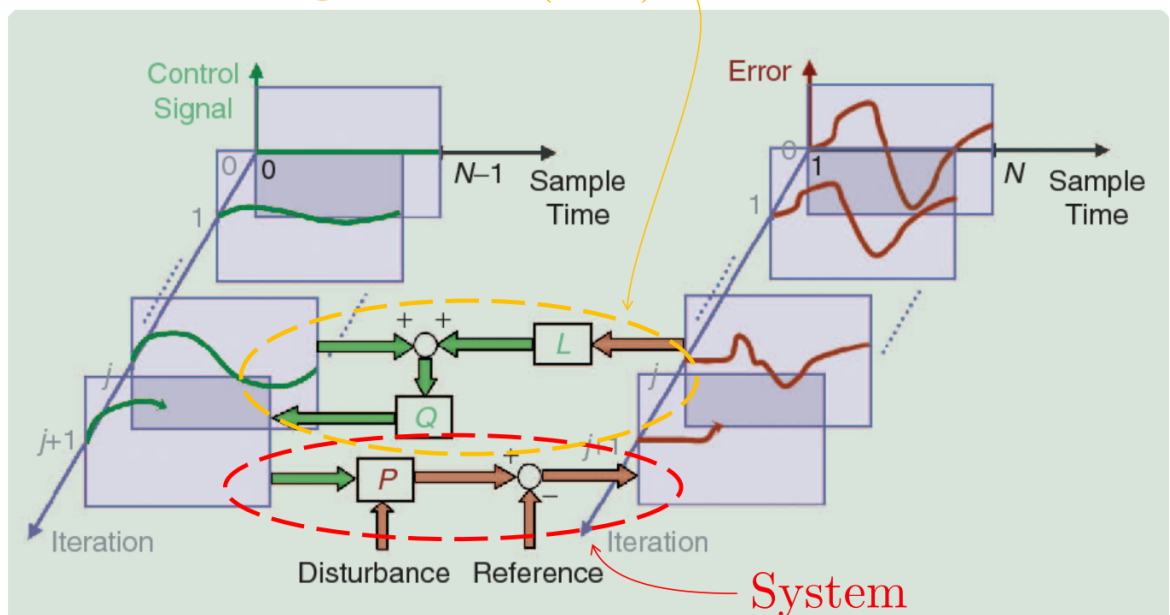 Control
Signal
Error
0
0
N–1
Sample
Time
1
0
1
N
Sample
Time
1
+
+
L
j
Q
j
j+1
j+1
+
P
–
Iteration
Iteration
Disturbance
Reference
System